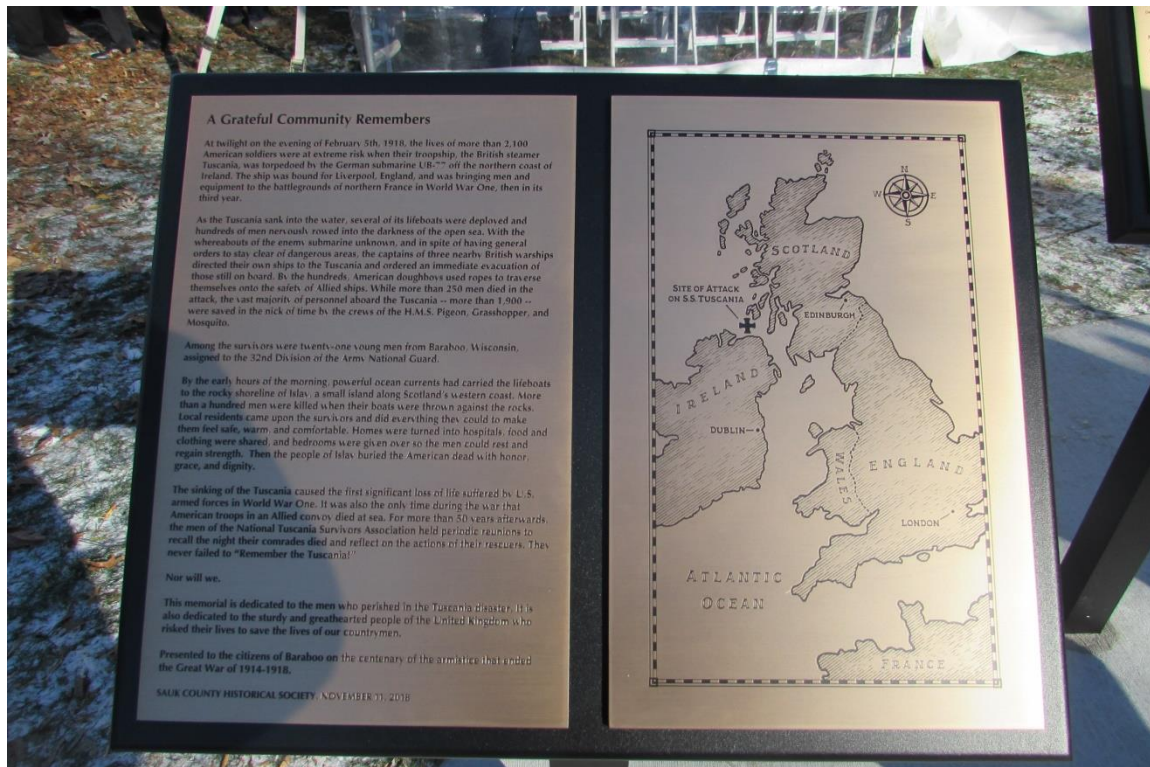 A Grateful Community Remembers
At twilight on the evening of February 5th, 1918, the lives of more than 2,100
American soldiers were at extreme risk when their troopship, the British steamer
Tuscania, was torpedoed by the German submarine UB-77 off the northern coast of
Ireland. The ship was bound for Liverpool, England, and was bringing men and
equipment to the battlegrounds of northern France in World War One, then in its
third year.
As the Tuscania sank into the water, several of its lifeboats were deployed and
hundreds of men nervously rowed into the darkness of the open sea. With the
whereabouts of the enemy submarine unknown, and in spite of having general
orders to stay clear of dangerous areas, the captains of three nearby British warships
directed their own ships to the Tuscania and ordered an immediate evacuation of
those still on board. By the hundreds, American doughboys used ropes to traverse
themselves onto the safety of Allied ships. While more than 250 men died in the
attack, the vast majority of personnel aboard the Tuscania -- more than 1,900 --
were saved in the nick of time by the crews of the H.M.S. Pigeon, Grasshopper, and
Mosquito.
Among the survivors were twenty-one young men from Baraboo, Wisconsin,
assigned to the 32nd Division of the Army National Guard.
By the early hours of the morning, powerful ocean currents had carried the lifeboats
to the rocky shoreline of Islay, a small island along Scotland's western coast. More
than a hundred men were killed when their boats were thrown against the rocks.
Local residents came upon the survivors and did everything they could to make
them feel safe, warm, and comfortable. Homes were turned into hospitals, food and
clothing were shared, and bedrooms were given over so the men could rest and
regain strength. Then the people of Islay buried the American dead with honor,
grace, and dignity.
The sinking of the Tuscania caused the first significant loss of life suffered by U.S.
armed forces in World War One. It was also the only time during the war that
American troops in an Allied convoy died at sea. For more than 50 years afterwards,
the men of the National Tuscania Survivors Association held periodic reunions to
recall the night their comrades died and reflect on the actions of their rescuers. They
never failed to "Remember the Tuscania!"
Nor will we.
This memorial is dedicated to the men who perished in the Tuscania disaster. It is
also dedicated to the sturdy and greathearted people of the United Kingdom who
risked their lives to save the lives of our countrymen.
Presented to the citizens of Baraboo on the centenary of the armistice that ended
the Great War of 1914-1918.
SAUK COUNTY HISTORICAL SOCIETY, NOVEMBER 11, 2018
N
W
E
S
SCOTLAND
SITE OF ATTACK
ON S.S. TUSCANIA
EDINBURGH
IRELAND
DUBLIN
WALES
ENGLAND
LONDON
ATLANTIC
OCEAN
FRANCE